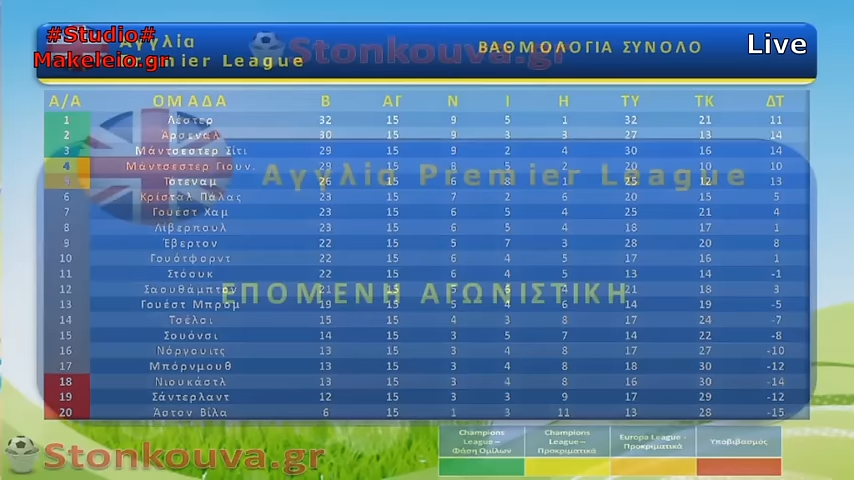 #Studio#
Makeleio.gr
Αγγλία
Premier League
Stonkouva.gr
ΒΑΘΜΟΛΟΓΙΑ ΣΥΝΟΛΟ
Live
Α/Α ΟΜΑΔΑ Β ΑΓ Ν Ι Η ΤΥ ΤΚ ΔΤ
1 Λέστερ 32 15 9 5 1 32 21 11
2 Άρσεναλ 30 15 9 3 3 27 13 14
3 Μάντσεστερ Σίτι 29 15 9 2 4 30 16 14
4 Μάντσεστερ Γιουν. 29 15 8 5 2 20 10 10
5 Τότεναμ 26 15 6 8 1 25 12 13
Αγγλία Premier League
6 Κρίσταλ Πάλας 23 15 7 2 6 20 15 5
7 Γουέστ Χαμ 23 15 6 5 4 25 21 4
8 Λίβερπουλ 23 15 6 5 4 18 17 1
9 Έβερτον 22 15 5 7 3 28 20 8
10 Γουότφορντ 22 15 6 4 5 17 16 1
11 Στόουκ 22 15 6 4 5 13 14 -1
12 Σαουθάμπτον 21 15 5 6 4 21 18 3
ΕΠΟΜΕΝΗ ΑΓΩΝΙΣΤΙΚΗ
13 Γουέστ Μπρομ 19 15 5 4 6 14 19 -5
14 Τσέλσι 15 15 4 3 8 17 24 -7
15 Σουόνσι 14 15 3 5 7 14 22 -8
16 Νόργουιτς 13 15 3 4 8 17 27 -10
17 Μπόρνμουθ 13 15 3 4 8 18 30 -12
18 Νιουκάστλ 13 15 3 4 8 16 30 -14
19 Σάντερλαντ 12 15 3 3 9 17 29 -12
20 Άστον Βίλα 6 15 1 3 11 13 28 -15
Stonkouva.gr
Champions League – Φάση Ομίλων
Champions League – Προκριματικά
Europa League - Προκριματικά
Υποβιβασμός